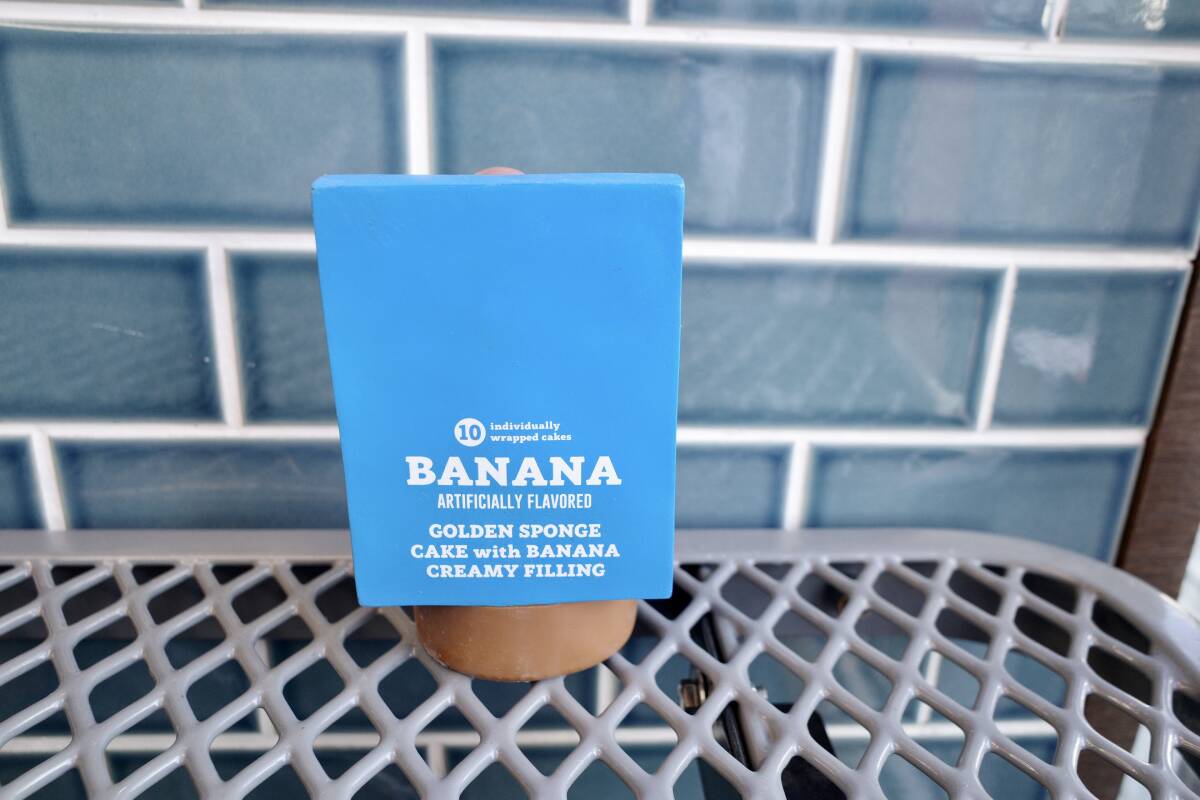 10 individually
wrapped cakes
BANANA
ARTIFICIALLY FLAVORED
GOLDEN SPONGE
CAKE with BANANA
CREAMY FILLING